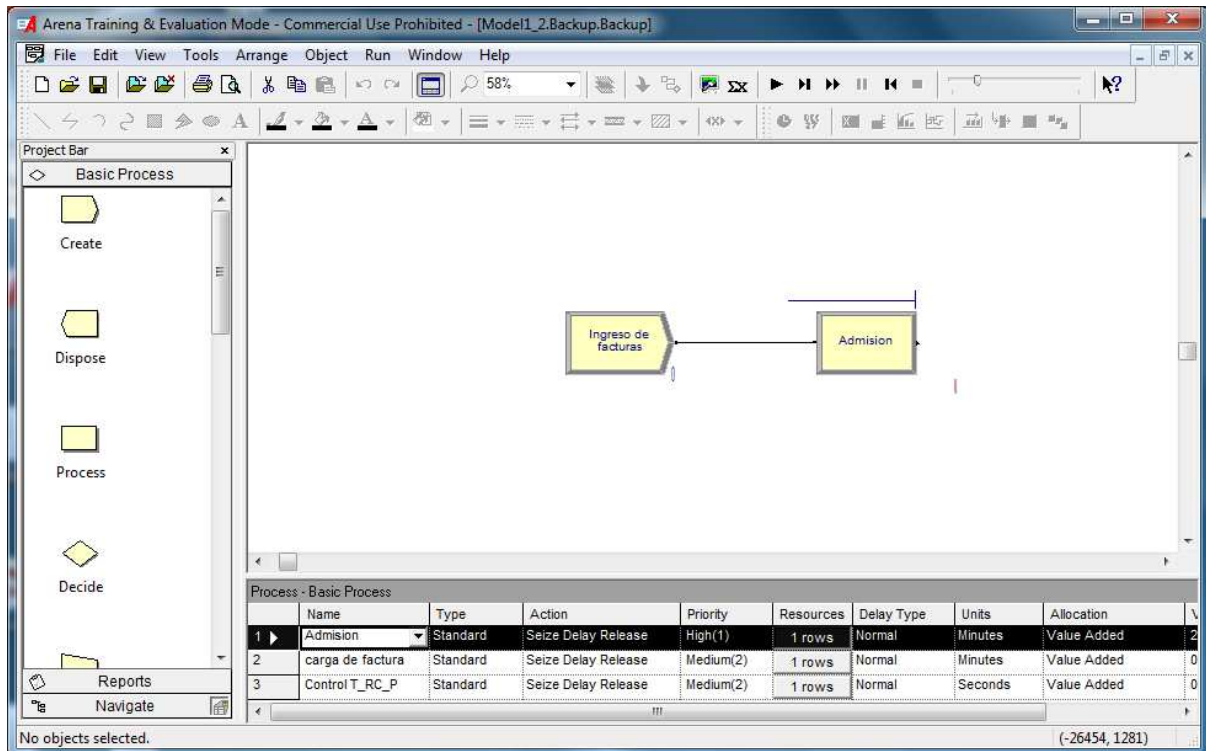 Arena Training & Evaluation Mode - Commercial Use Prohibited - [Model1_2.Backup.Backup]
File Edit View Tools Arrange Object Run Window Help
58%
Project Bar
Basic Process
Create
Dispose
Process
Decide
Reports
Navigate
Ingreso de
facturas
0
Admision
Process - Basic Process
Name Type Action Priority Resources Delay Type Units Allocation
1 Admision Standard Seize Delay Release High(1) 1 rows Normal Minutes Value Added 2
2 carga de factura Standard Seize Delay Release Medium(2) 1 rows Normal Minutes Value Added 0
3 Control T_RC_P Standard Seize Delay Release Medium(2) 1 rows Normal Seconds Value Added 0
No objects selected. (-26454, 1281)